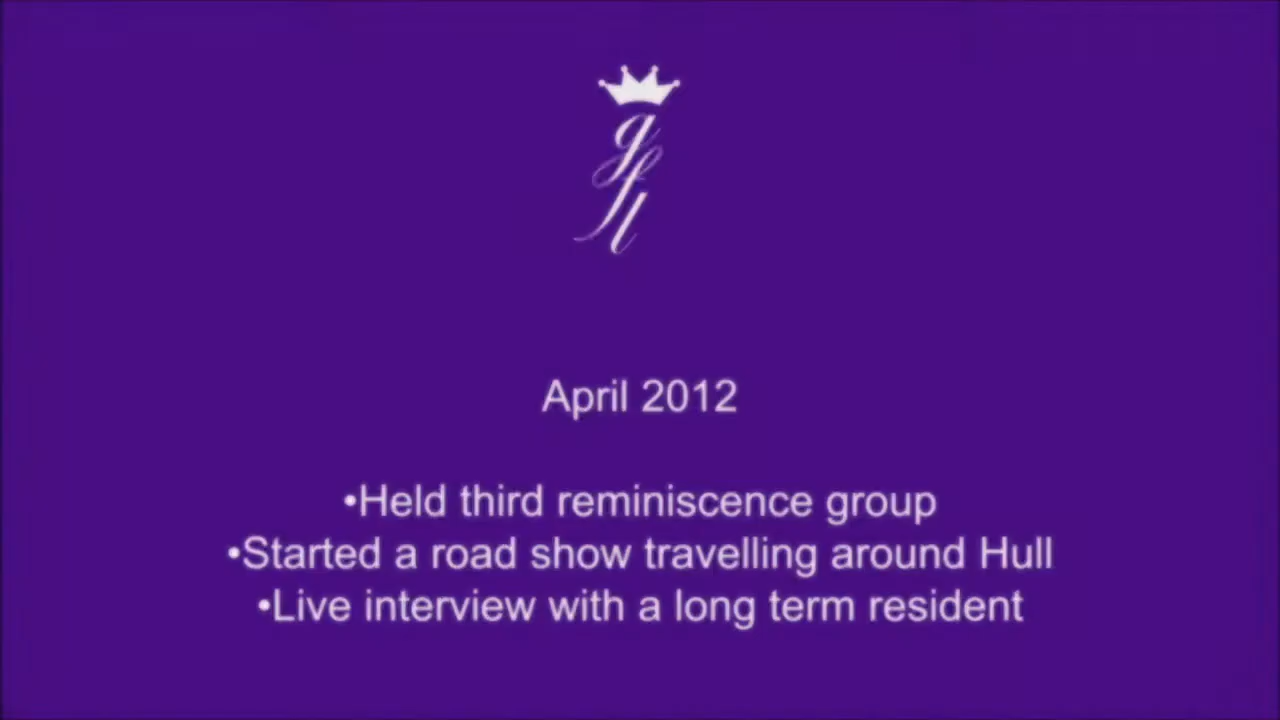 g
f
l
April 2012
•Held third reminiscence group
•Started a road show travelling around Hull
•Live interview with a long term resident